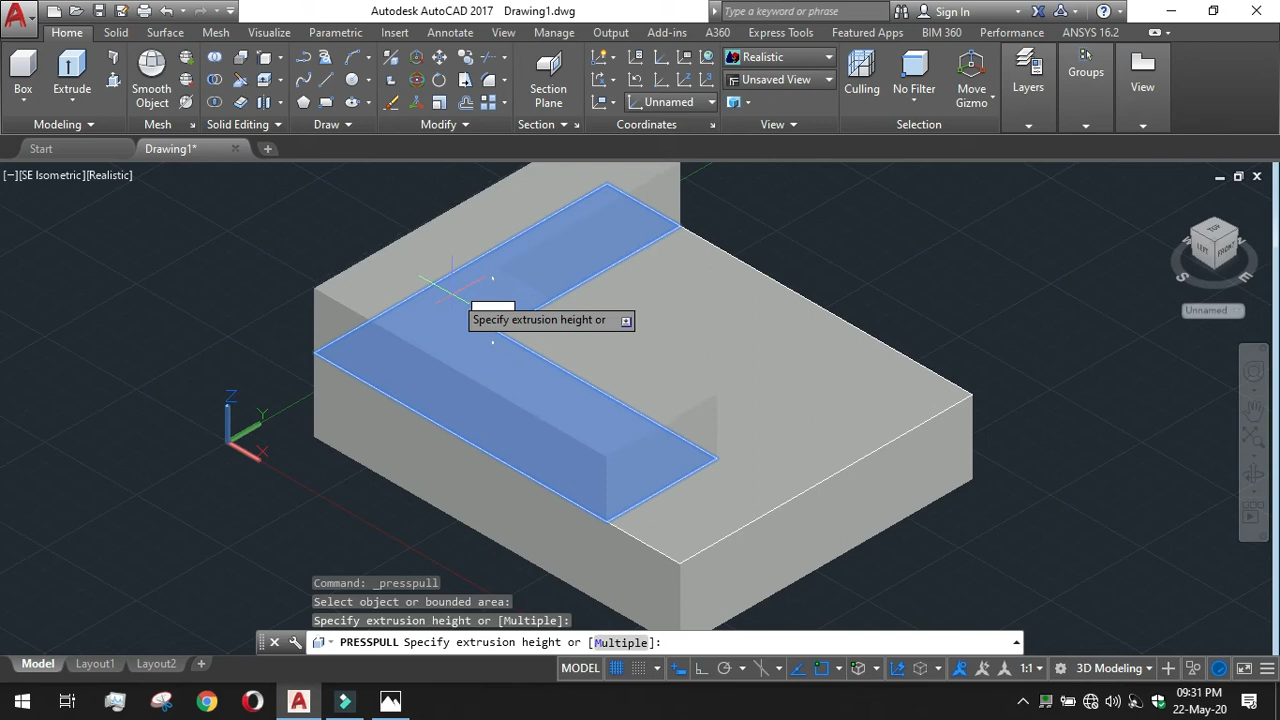 Autodesk AutoCAD 2017 Drawing1.dwg
Type a keyword or phrase
Sign In
Home Solid Surface Mesh Visualize Parametric Insert Annotate View Manage Output Add-ins A360 Express Tools Featured Apps BIM 360 Performance ANSYS 16.2
Box
Extrude
Smooth Object
Section Plane
Unnamed
Realistic
Unsaved View
Culling
No Filter
Move Gizmo
Layers
Groups
View
Modeling
Mesh
Solid Editing
Draw
Modify
Section
Coordinates
View
Selection
Start
Drawing1*
[−][SE Isometric][Realistic]
TOP
LEFT
FRONT
W
S
E
Unnamed
Specify extrusion height or
Z
Y
X
Command: _presspull
Select object or bounded area:
Specify extrusion height or [Multiple]:
PRESSPULL Specify extrusion height or [Multiple]:
Model Layout1 Layout2
MODEL
1:1
3D Modeling
09:31 PM
22-May-20